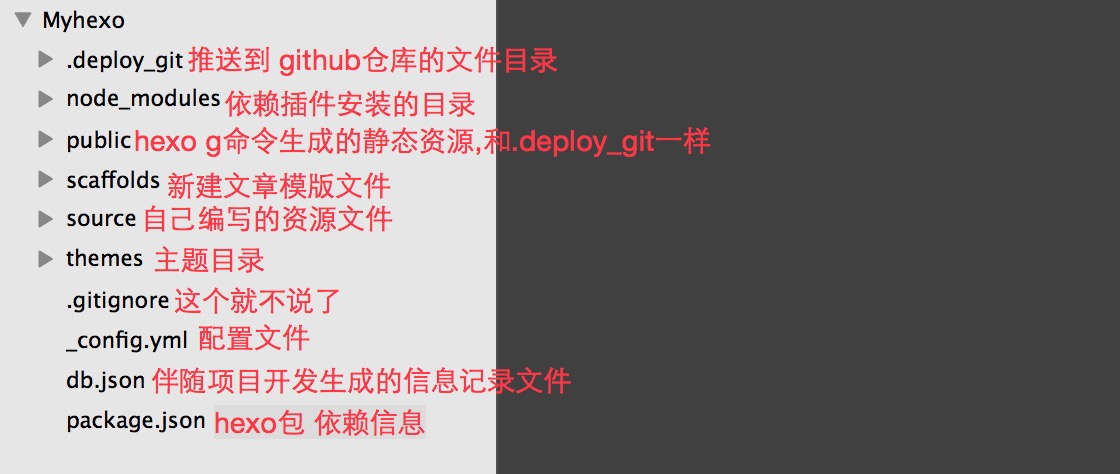 Myhexo
.deploy_git 推送到 github仓库的文件目录
node_modules 依赖插件安装的目录
public hexo g命令生成的静态资源,和.deploy_git一样
scaffolds 新建文章模版文件
source 自己编写的资源文件
themes 主题目录
.gitignore 这个就不说了
_config.yml 配置文件
db.json 伴随项目开发生成的信息记录文件
package.json hexo包 依赖信息